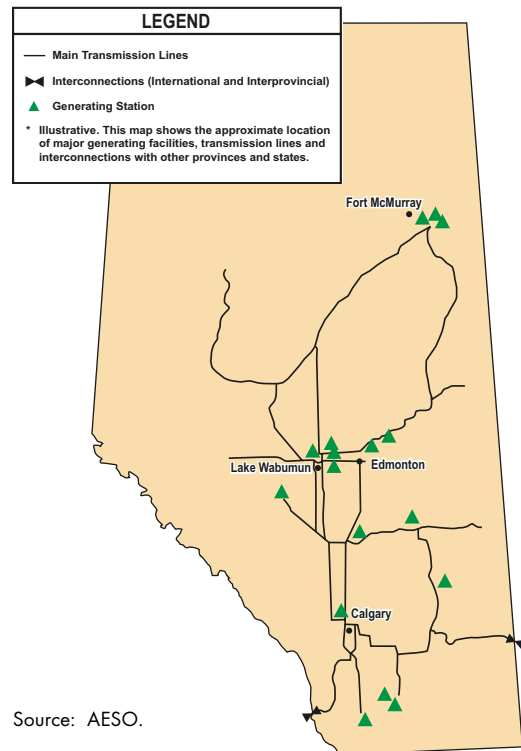 LEGEND
Main Transmission Lines
Interconnections (International and Interprovincial)
Generating Station
* Illustrative. This map shows the approximate location
of major generating facilities, transmission lines and
interconnections with other provinces and states.
Fort McMurray
Lake Wabumun
Edmonton
Calgary
Source: AESO.